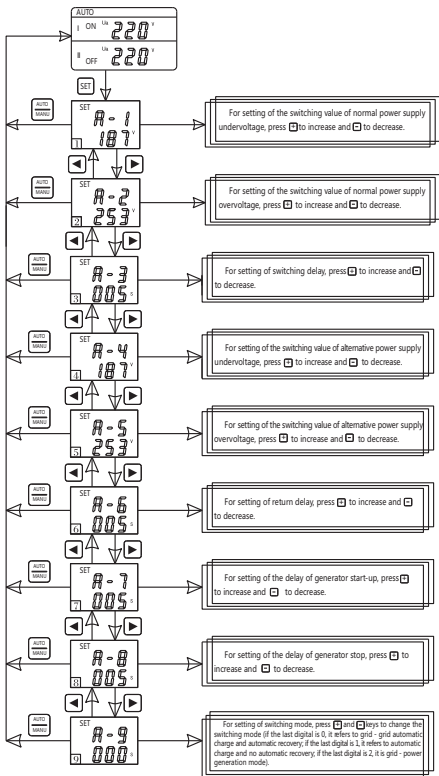 AUTO
I ON Ua 220 v
II OFF Ua 220 v
SET
AUTO
MANU
SET
A-1
187 v
1
For setting of the switching value of normal power supply
undervoltage, press + to increase and - to decrease.
AUTO
MANU
SET
A-2
253 v
2
For setting of the switching value of normal power supply
overvoltage, press + to increase and - to decrease.
AUTO
MANU
SET
A-3
005 s
3
For setting of switching delay, press + to increase and -
to decrease.
AUTO
MANU
SET
A-4
187 v
4
For setting of the switching value of alternative power supply
undervoltage, press + to increase and - to decrease.
AUTO
MANU
SET
A-5
253 v
5
For setting of the switching value of alternative power supply
overvoltage, press + to increase and - to decrease.
AUTO
MANU
SET
A-6
005 s
6
For setting of return delay, press + to increase and -
to decrease.
AUTO
MANU
SET
A-7
005 s
7
For setting of the delay of generator start-up, press +
to increase and - to decrease.
AUTO
MANU
SET
A-8
005 s
8
For setting of the delay of generator stop, press + to
increase and - to decrease.
AUTO
MANU
SET
A-9
000 s
9
For setting of switching mode, press + and - keys to change the
switching mode (if the last digital is 0, it refers to grid - grid automatic
charge and automatic recovery; if the last digital is 1, it refers to automatic
charge and no automatic recovery; if the last digital is 2, it is grid - power
generation mode).